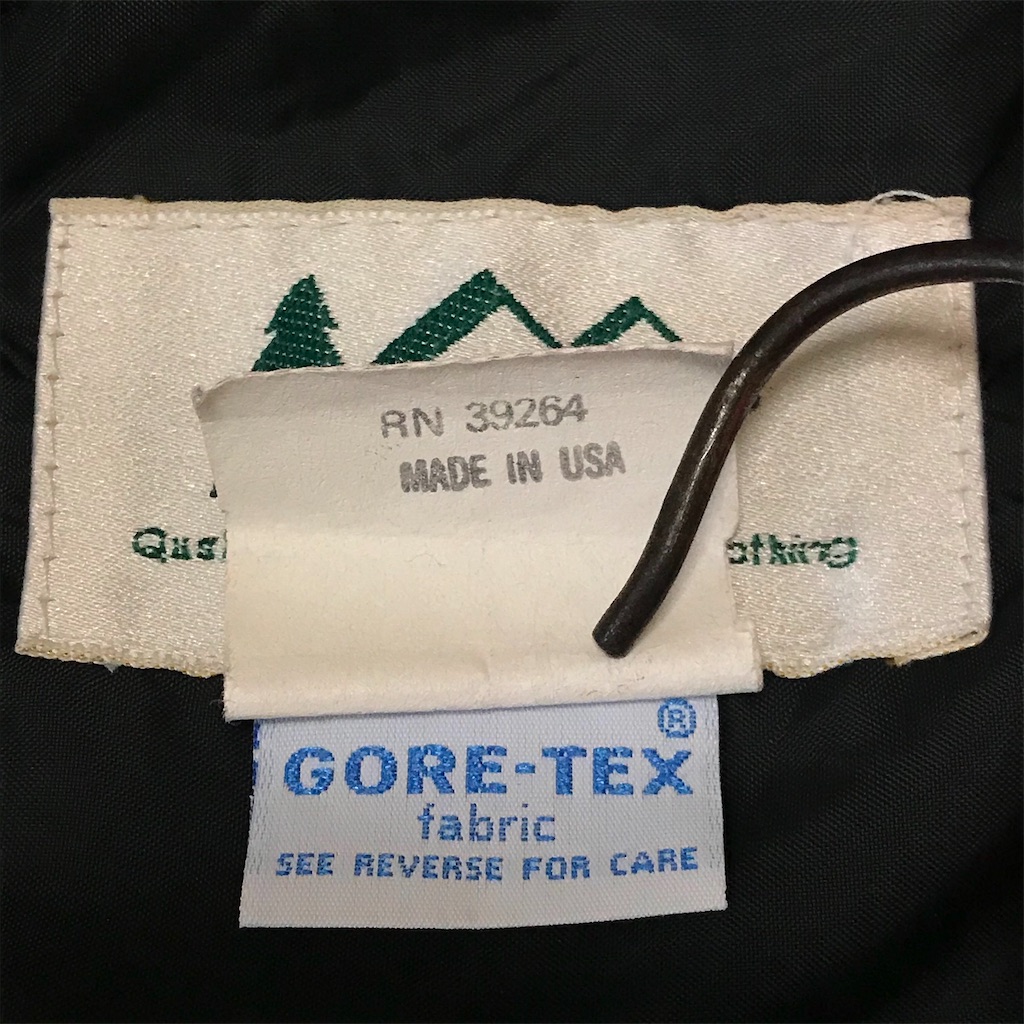 RN 39264
MADE IN USA
GORE-TEX®
fabric
SEE REVERSE FOR CARE